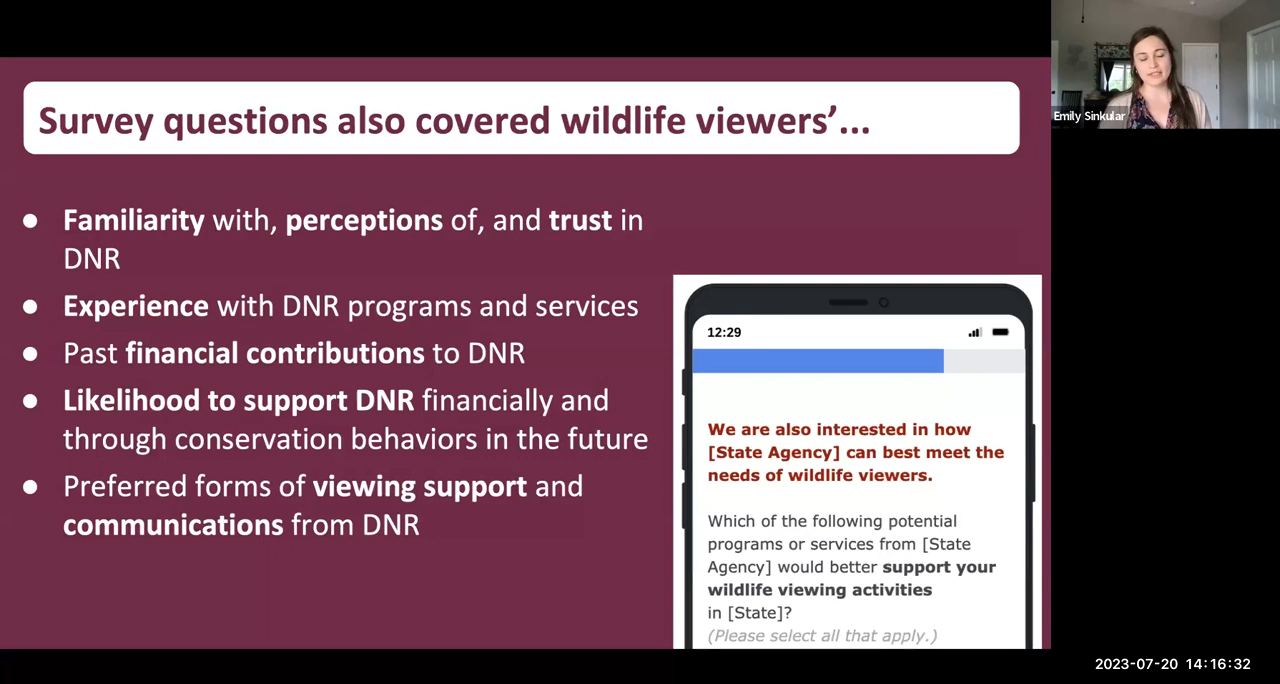 Survey questions also covered wildlife viewers’...
● Familiarity with, perceptions of, and trust in
DNR
● Experience with DNR programs and services
● Past financial contributions to DNR
● Likelihood to support DNR financially and
through conservation behaviors in the future
● Preferred forms of viewing support and
communications from DNR
12:29
We are also interested in how
[State Agency] can best meet the
needs of wildlife viewers.
Which of the following potential
programs or services from [State
Agency] would better support your
wildlife viewing activities
in [State]?
(Please select all that apply.)
Emily Sinkular
2023-07-20 14:16:32